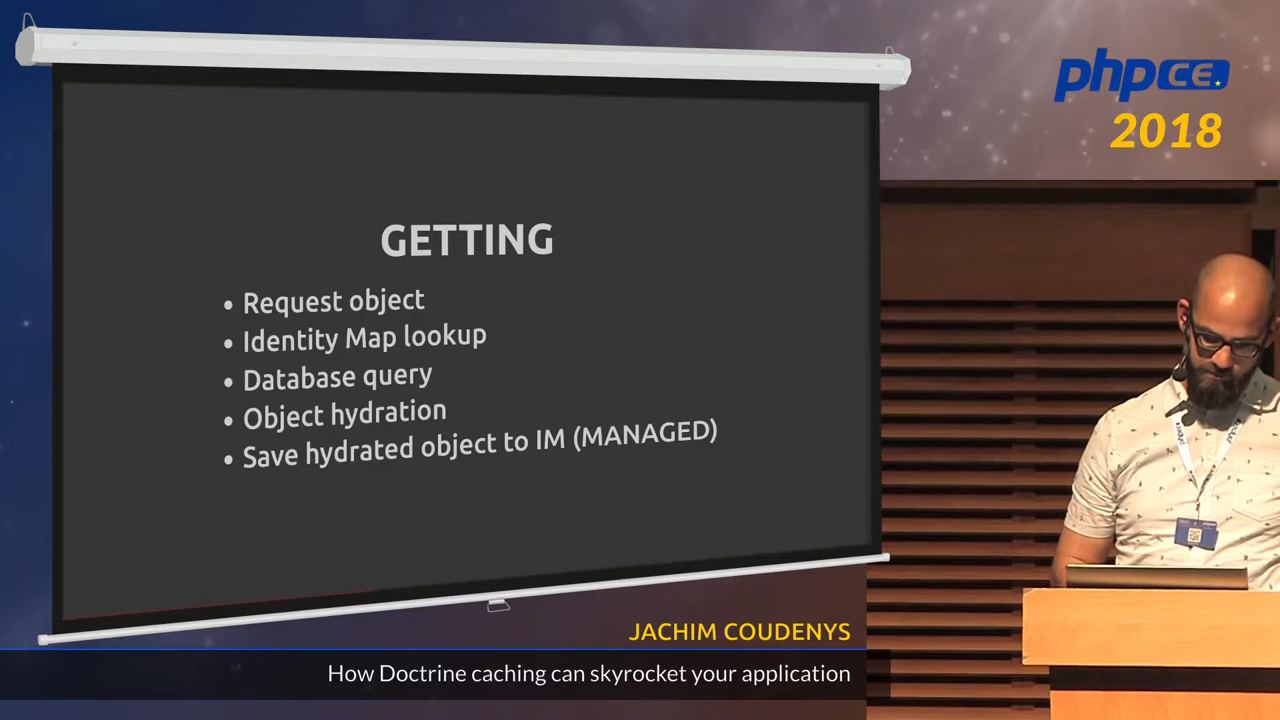 phpCE
2018
GETTING
• Request object
• Identity Map lookup
• Database query
• Object hydration
• Save hydrated object to IM (MANAGED)
JACHIM COUDENYS
How Doctrine caching can skyrocket your application